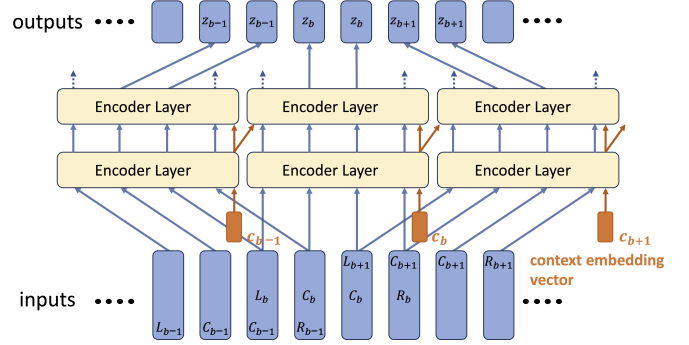 outputs •••• z_{b-1} z_{b-1} z_b z_b z_{b+1} z_{b+1} ••••
Encoder Layer Encoder Layer Encoder Layer
Encoder Layer Encoder Layer Encoder Layer
c_{b-1} c_b c_{b+1}
context embedding
vector
L_{b+1} C_{b+1} C_{b+1} R_{b+1}
inputs •••• L_b C_b C_b R_b ••••
L_{b-1} C_{b-1} C_{b-1} R_{b-1}